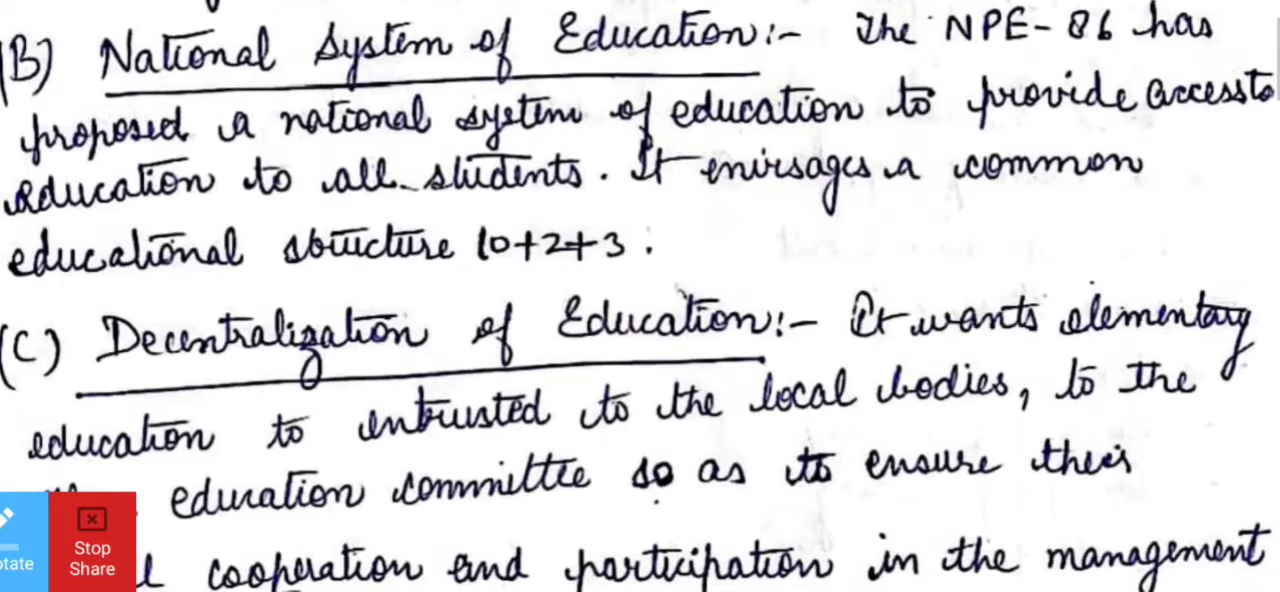 (B) National System of Education:- The NPE-86 has
proposed a national system of education to provide access to
education to all students. It envisages a common
educational structure 10+2+3.
(C) Decentralization of Education:- It wants elementary
education to entrusted to the local bodies, to the
education committee so as to ensure their
cooperation and participation in the management
Stop
Share